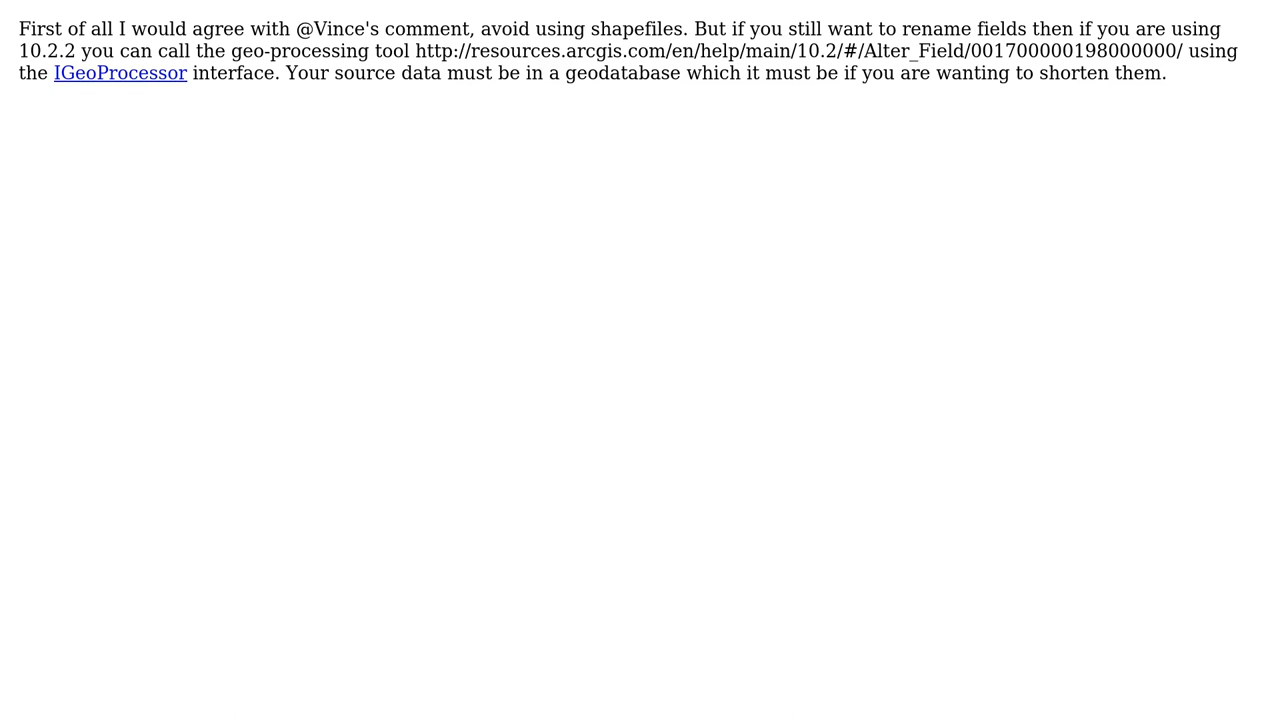 First of all I would agree with @Vince's comment, avoid using shapefiles. But if you still want to rename fields then if you are using
10.2.2 you can call the geo-processing tool http://resources.arcgis.com/en/help/main/10.2/#/Alter_Field/001700000198000000/ using
the IGeoProcessor interface. Your source data must be in a geodatabase which it must be if you are wanting to shorten them.